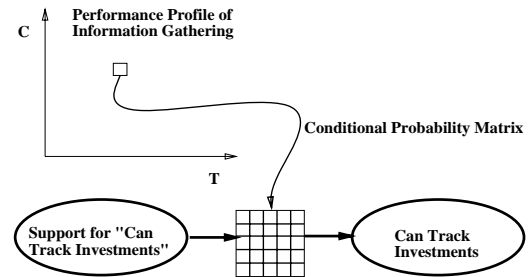 Performance Profile of
Information Gathering
C
Conditional Probability Matrix
T
Support for "Can
Track Investments"
Can Track
Investments